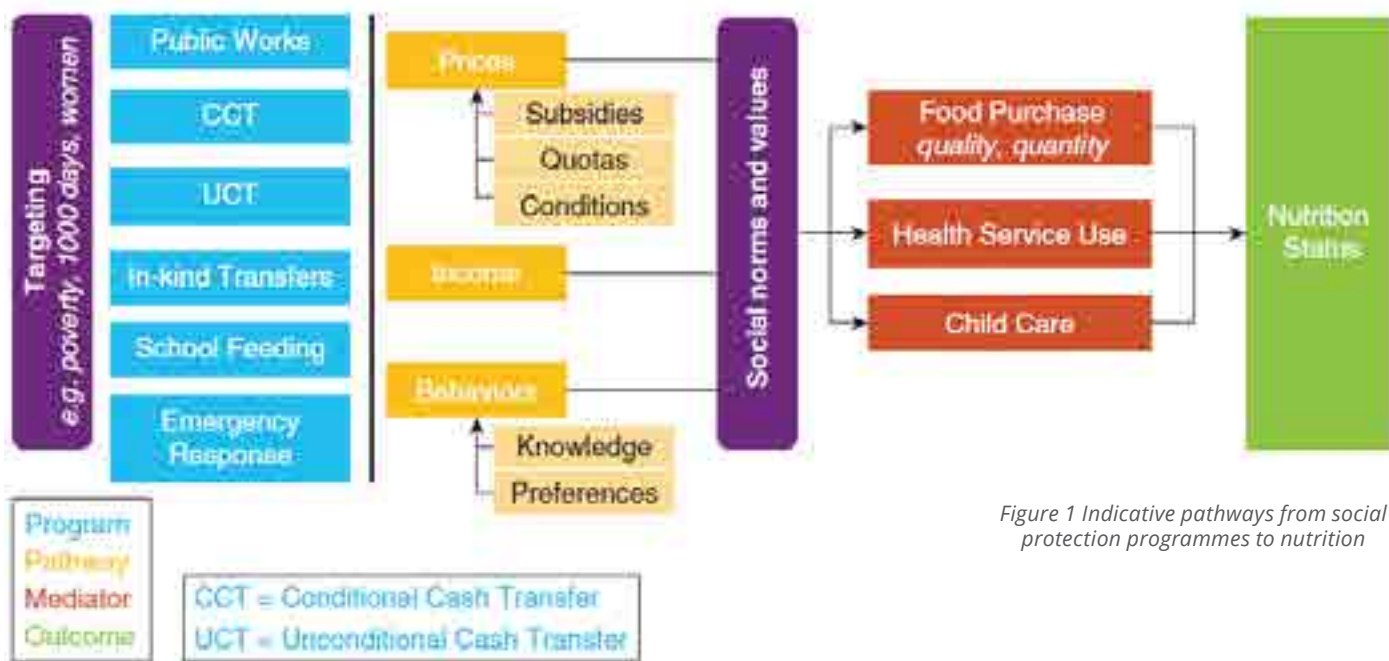 Targeting
e.g. poverty, 1000 days, women
Public Works
CCT
UCT
In-kind Transfers
School Feeding
Emergency
Response
Prices
Subsidies
Quotas
Conditions
Income
Behaviors
Knowledge
Preferences
Social norms and values
Food Purchase
quality, quantity
Health Service Use
Child Care
Nutrition
Status
Program
Pathway
Mediator
Outcome
CCT = Conditional Cash Transfer
UCT = Unconditional Cash Transfer
Figure 1 Indicative pathways from social
protection programmes to nutrition